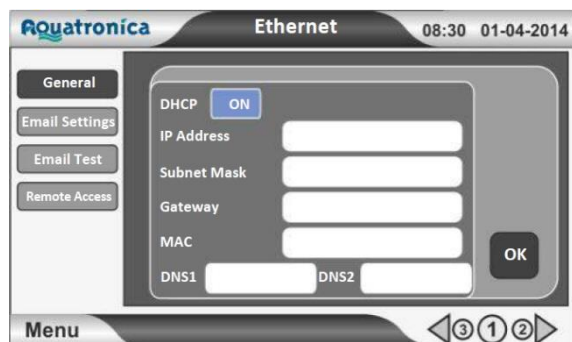 Aquatronica Ethernet 08:30 01-04-2014
General
Email Settings
Email Test
Remote Access
DHCP ON
IP Address
Subnet Mask
Gateway
MAC
DNS1 DNS2
OK
Menu 3 1 2